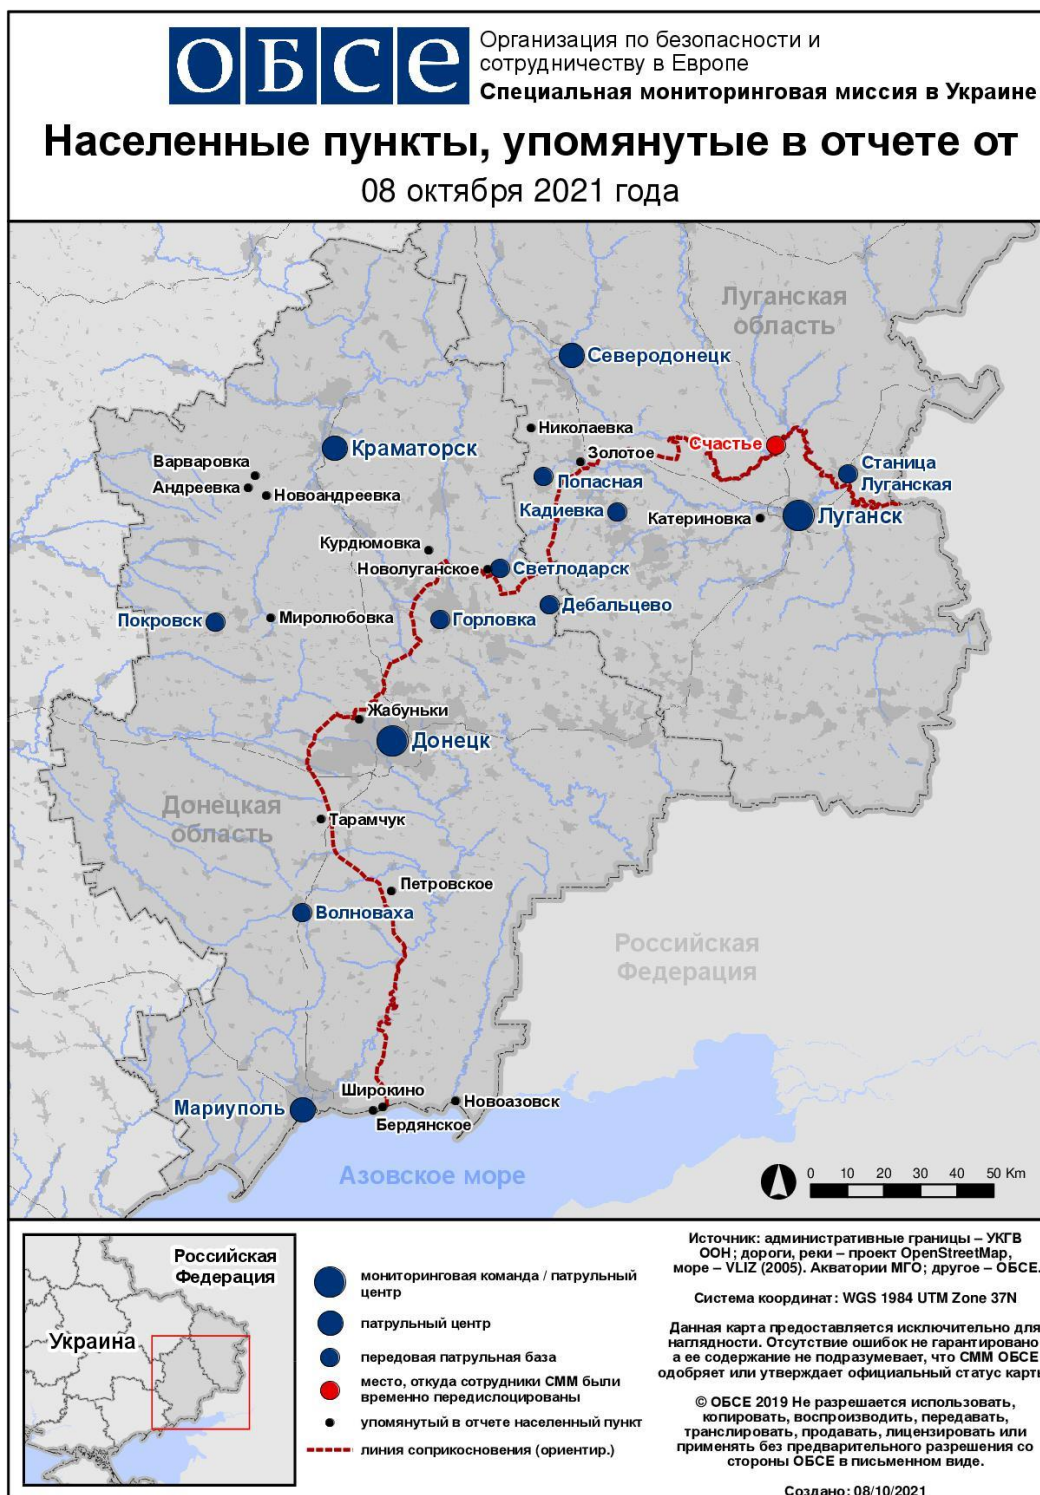 ОБСЕ
Организация по безопасности и
сотрудничеству в Европе
Специальная мониторинговая миссия в Украине
Населенные пункты, упомянутые в отчете от
08 октября 2021 года
Луганская
область
Северодонецк
Николаевка
Счастье
Краматорск
Золотое
Варваровка
Станица
Луганская
Андреевка
Новоандреевка
Попасная
Кадиевка
Катериновка
Луганск
Курдюмовка
Новолуганское
Светлодарск
Дебальцево
Покровск
Миролюбовка
Горловка
Жабуньки
Донецк
Донецкая
область
Тарамчук
Петровское
Волноваха
Российская
Федерация
Широкино
Новоазовск
Мариуполь
Бердянское
Азовское море
0 10 20 30 40 50 Km
Российская
Федерация
Украина
мониторинговая команда / патрульный
центр
патрульный центр
передовая патрульная база
место, откуда сотрудники СММ были
временно передислоцированы
упомянутый в отчете населенный пункт
линия соприкосновения (ориентир.)
Источник: административные границы – УКГВ
ООН; дороги, реки – проект OpenStreetMap,
море – VLIZ (2005). Акватории МГО; другое – ОБСЕ.
Система координат: WGS 1984 UTM Zone 37N
Данная карта предоставляется исключительно для
наглядности. Отсутствие ошибок не гарантировано
а ее содержание не подразумевает, что СММ ОБСЕ
одобряет или утверждает официальный статус карт
© ОБСЕ 2019 Не разрешается использовать,
копировать, воспроизводить, передавать,
транслировать, продавать, лицензировать или
применять без предварительного разрешения со
стороны ОБСЕ в письменном виде.
Создано: 08/10/2021